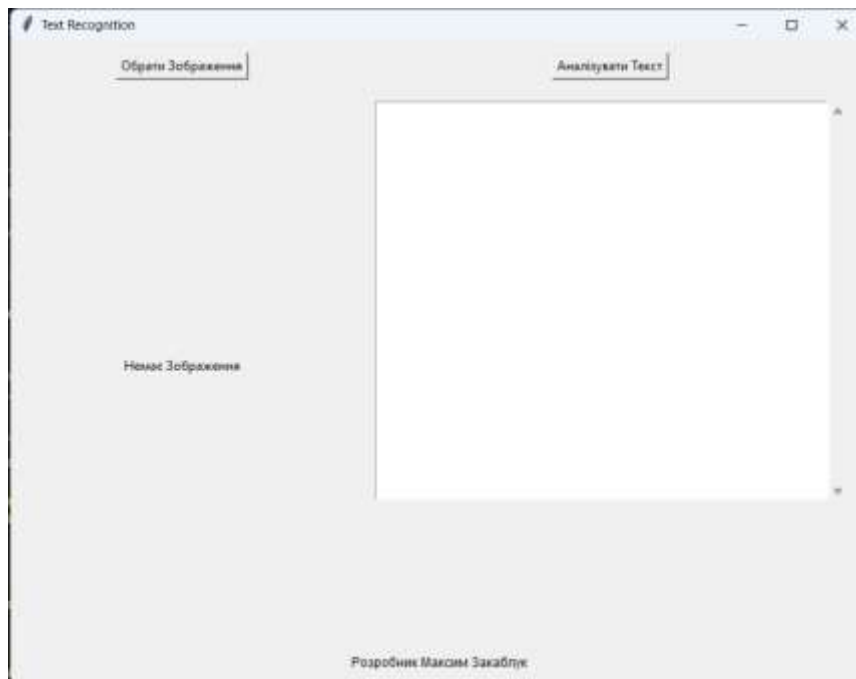 Text Recognition
Обрати Зображення
Аналізувати Текст
Немає Зображення
Розробник Максим Закаблук